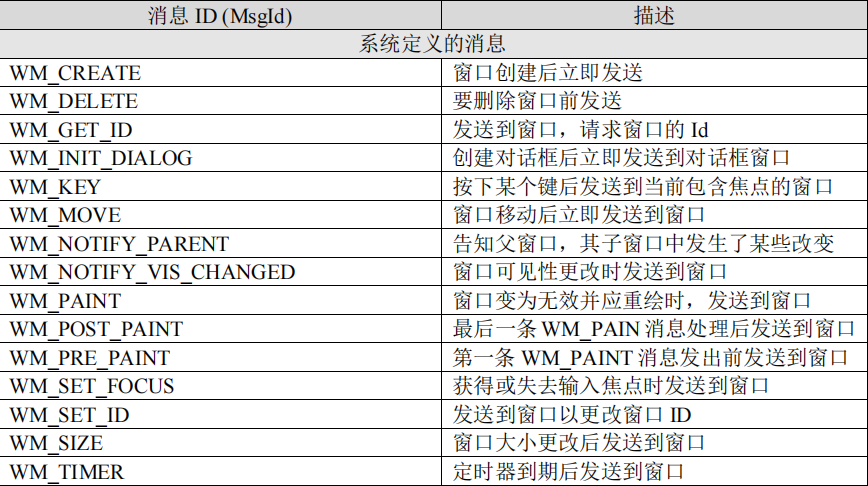 消息 ID (MsgId) 描述
系统定义的消息
WM_CREATE 窗口创建后立即发送
WM_DELETE 要删除窗口前发送
WM_GET_ID 发送到窗口，请求窗口的 Id
WM_INIT_DIALOG 创建对话框后立即发送到对话框窗口
WM_KEY 按下某个键后发送到当前包含焦点的窗口
WM_MOVE 窗口移动后立即发送到窗口
WM_NOTIFY_PARENT 告知父窗口，其子窗口中发生了某些改变
WM_NOTIFY_VIS_CHANGED 窗口可见性更改时发送到窗口
WM_PAINT 窗口变为无效并应重绘时，发送到窗口
WM_POST_PAINT 最后一条 WM_PAIN 消息处理后发送到窗口
WM_PRE_PAINT 第一条 WM_PAINT 消息发出前发送到窗口
WM_SET_FOCUS 获得或失去输入焦点时发送到窗口
WM_SET_ID 发送到窗口以更改窗口 ID
WM_SIZE 窗口大小更改后发送到窗口
WM_TIMER 定时器到期后发送到窗口